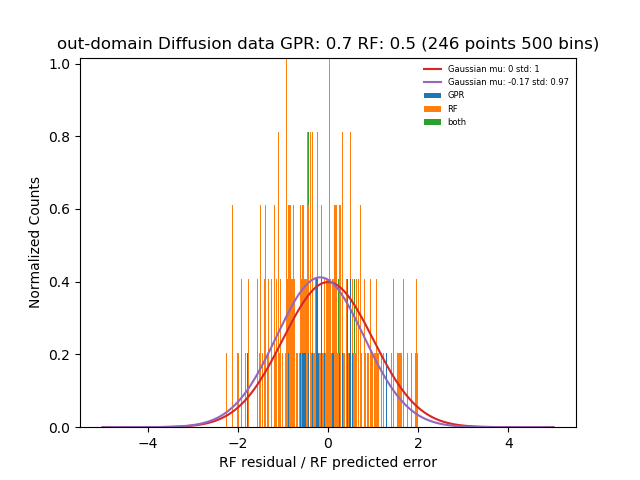 out-domain Diffusion data GPR: 0.7 RF: 0.5 (246 points 500 bins)
Gaussian mu: 0 std: 1
Gaussian mu: -0.17 std: 0.97
GPR
RF
both
1.0
0.8
0.6
0.4
0.2
0.0
Normalized Counts
−4
−2
0
2
4
RF residual / RF predicted error